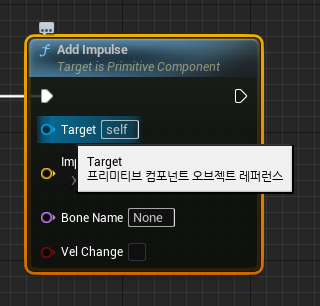 f Add Impulse
Target is Primitive Component
Target self
Target
프리미티브 컴포넌트 오브젝트 레퍼런스
Bone Name None
Vel Change